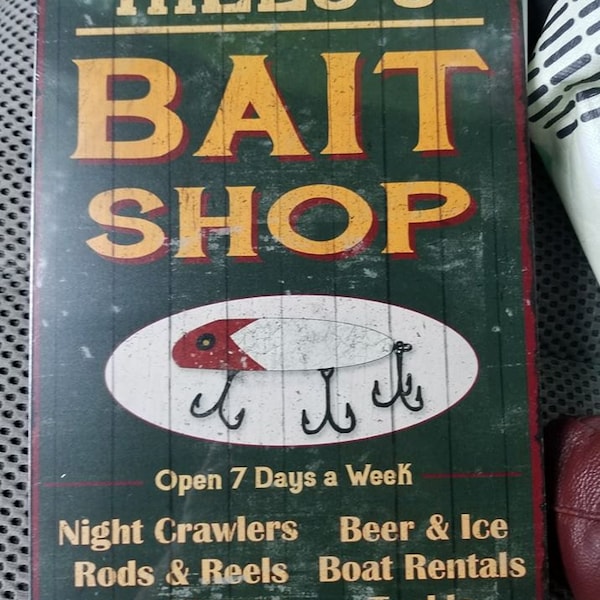 BAIT
SHOP
Open 7 Days a Week
Night Crawlers Beer & Ice
Rods & Reels Boat Rentals